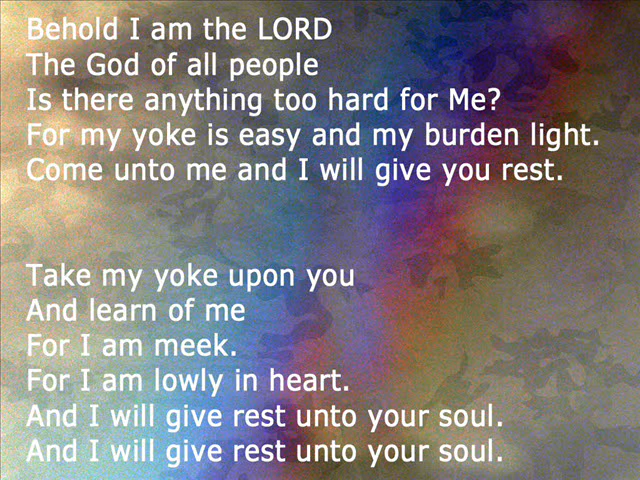 Behold I am the LORD
The God of all people
Is there anything too hard for Me?
For my yoke is easy and my burden light.
Come unto me and I will give you rest.
Take my yoke upon you
And learn of me
For I am meek.
For I am lowly in heart.
And I will give rest unto your soul.
And I will give rest unto your soul.